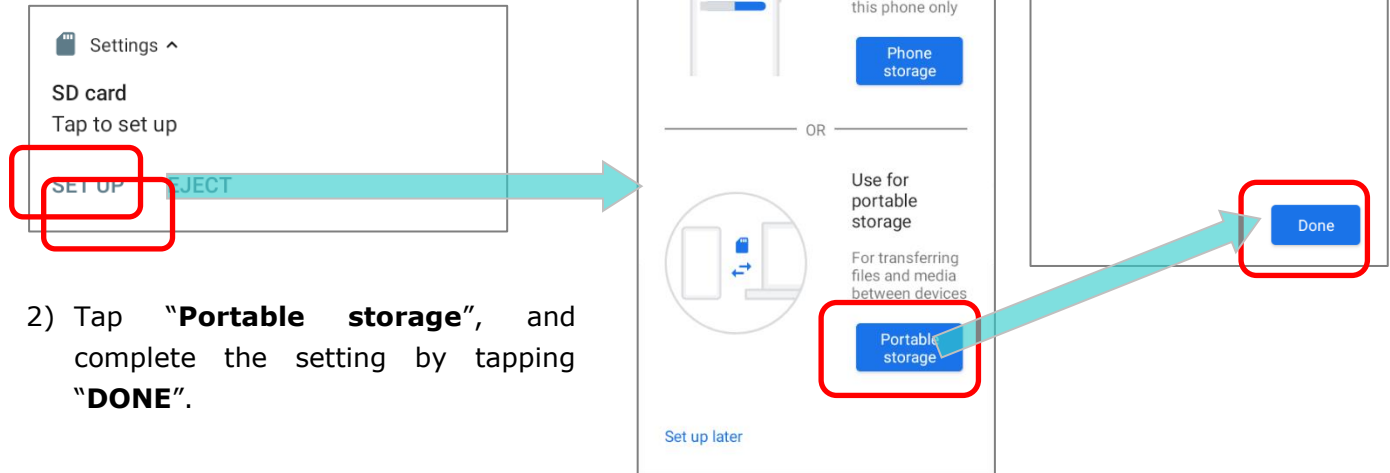 Settings
SD card
Tap to set up
SET UP EJECT
2) Tap “Portable storage”, and
complete the setting by tapping
“DONE”.
this phone only
Phone
storage
OR
Use for
portable
storage
For transferring
files and media
between devices
Portable
storage
Set up later
Done